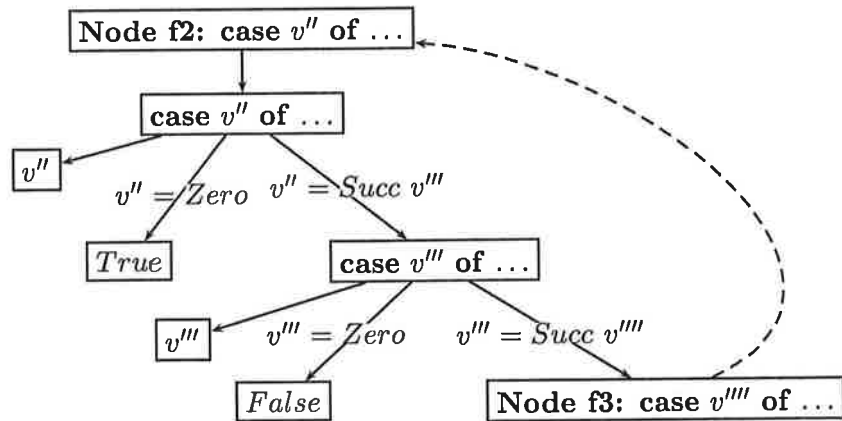 Node f2: case v′′ of …
case v′′ of …
v′′
v′′ = Zero
v′′ = Succ v′′′
True
case v′′′ of …
v′′′
v′′′ = Zero
v′′′ = Succ v′′′′
False
Node f3: case v′′′′ of …